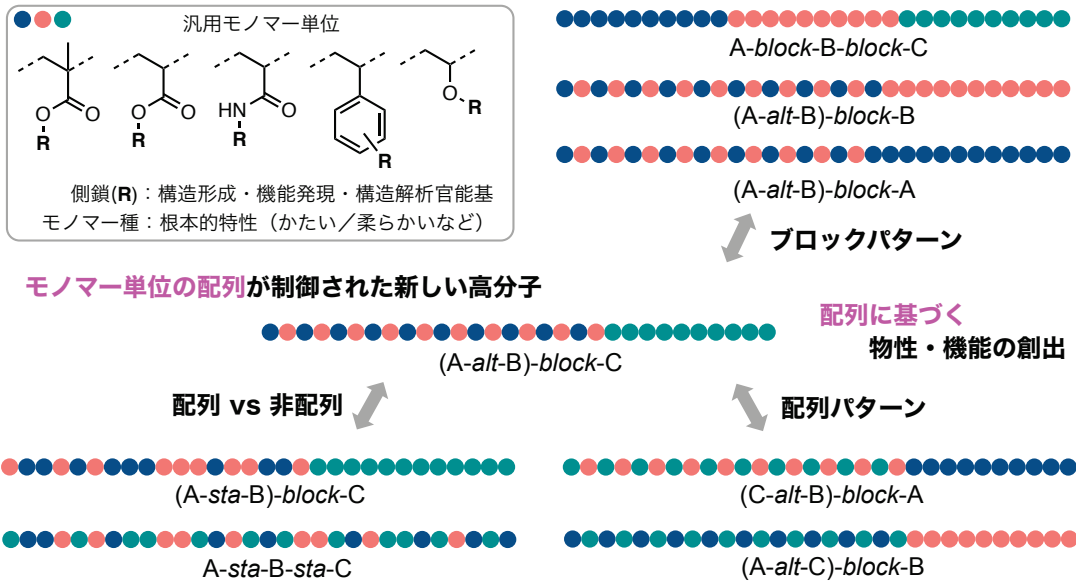 汎用モノマー単位
O
O
R
O
O
R
HN
O
R
R
O
R
側鎖(R)：構造形成・機能発現・構造解析官能基
モノマー種：根本的特性（かたい／柔らかいなど）
A-block-B-block-C
(A-alt-B)-block-B
(A-alt-B)-block-A
ブロックパターン
モノマー単位の配列が制御された新しい高分子
(A-alt-B)-block-C
配列に基づく
物性・機能の創出
配列 vs 非配列
配列パターン
(A-sta-B)-block-C
A-sta-B-sta-C
(C-alt-B)-block-A
(A-alt-C)-block-B